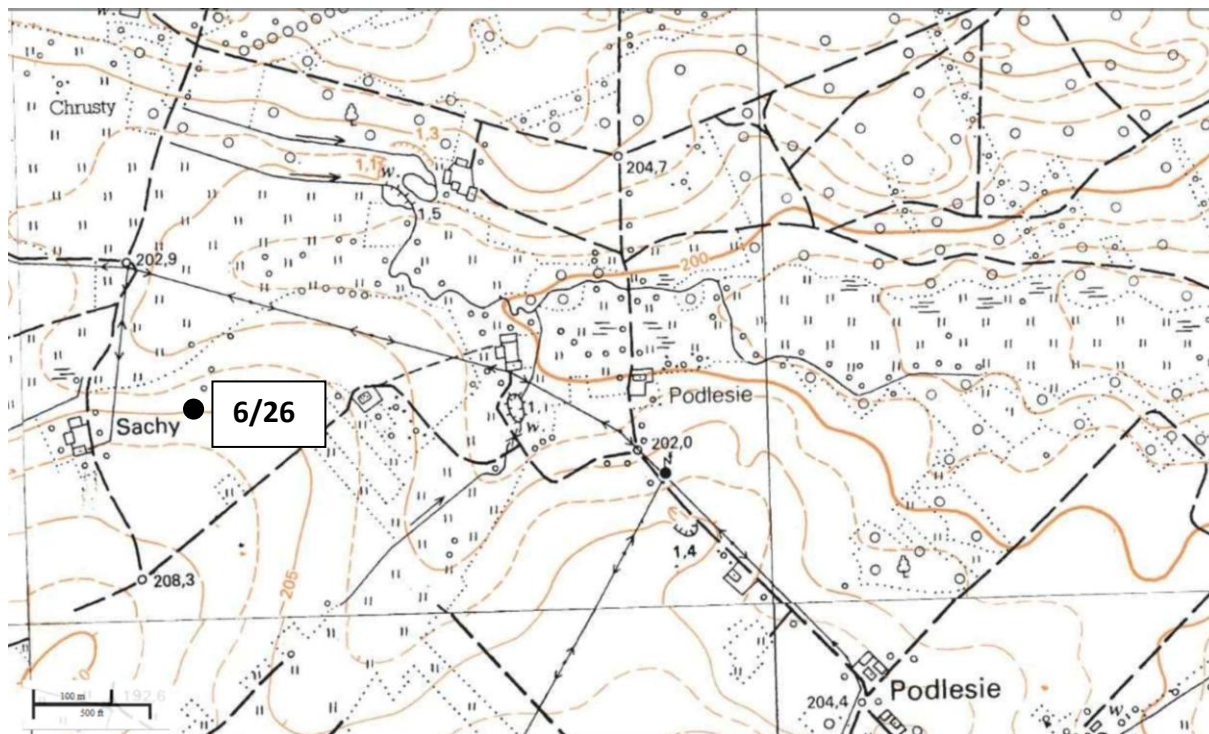 w.
Chrusty
1,3
1,1
w.
204,7
1,5
202,9
200
Podlesie
6/26
Sachy
1,1
w
202,0
1,4
205
208,3
192,6
100 m
500 ft
Podlesie
204,4
w